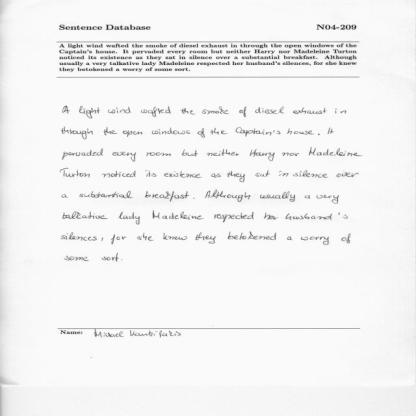 Sentence Database N04-209
A light wind wafted the smoke of diesel exhaust in through the open windows of the
Captain's house. It pervaded every room but neither Harry nor Madeleine Turton
noticed its existence as they sat in silence over a substantial breakfast. Although
usually a very talkative lady Madeleine respected her husband's silences, for she knew
they betokened a worry of some sort.
A light wind wafted the smoke of diesel exhaust in
through the open windows of the Captain's house. It
pervaded every room but neither Harry nor Madeleine
Turton noticed its existence as they sat in silence over
a substantial breakfast. Although usually a very
talkative lady Madeleine respected her husband's
silences, for she knew they betokened a worry of
some sort.
Name: